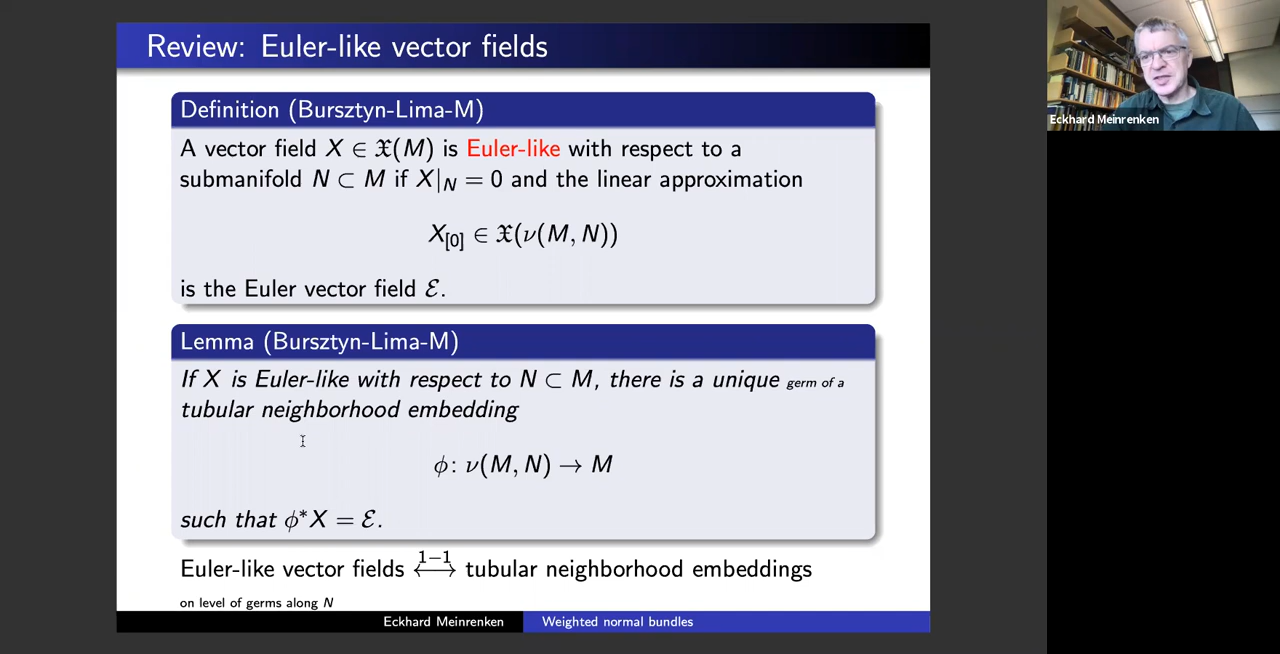 Review: Euler-like vector fields
Definition (Bursztyn-Lima-M)
A vector field X ∈ 𝔛(M) is Euler-like with respect to a
submanifold N ⊂ M if X|_N = 0 and the linear approximation
X_[0] ∈ 𝔛(ν(M, N))
is the Euler vector field ℰ.
Lemma (Bursztyn-Lima-M)
If X is Euler-like with respect to N ⊂ M, there is a unique germ of a
tubular neighborhood embedding
ϕ: ν(M, N) → M
such that ϕ*X = ℰ.
Euler-like vector fields ⟷^{1−1} tubular neighborhood embeddings
on level of germs along N
Eckhard Meinrenken Weighted normal bundles
Eckhard Meinrenken